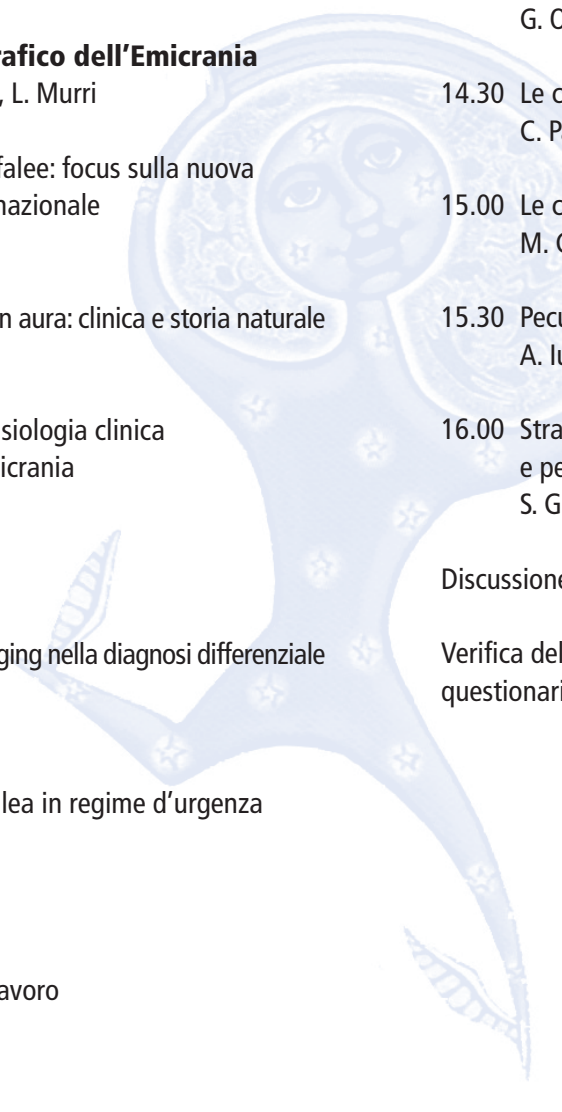 rafico dell'Emicrania
, L. Murri
falee: focus sulla nuova
nazionale
n aura: clinica e storia naturale
siologia clinica
icrania
ging nella diagnosi differenziale
lea in regime d'urgenza
avoro
G. O
14.30 Le c
C. P
15.00 Le c
M. C
15.30 Pecu
A. Iu
16.00 Stra
e pe
S. G
Discussione
Verifica del
questionari